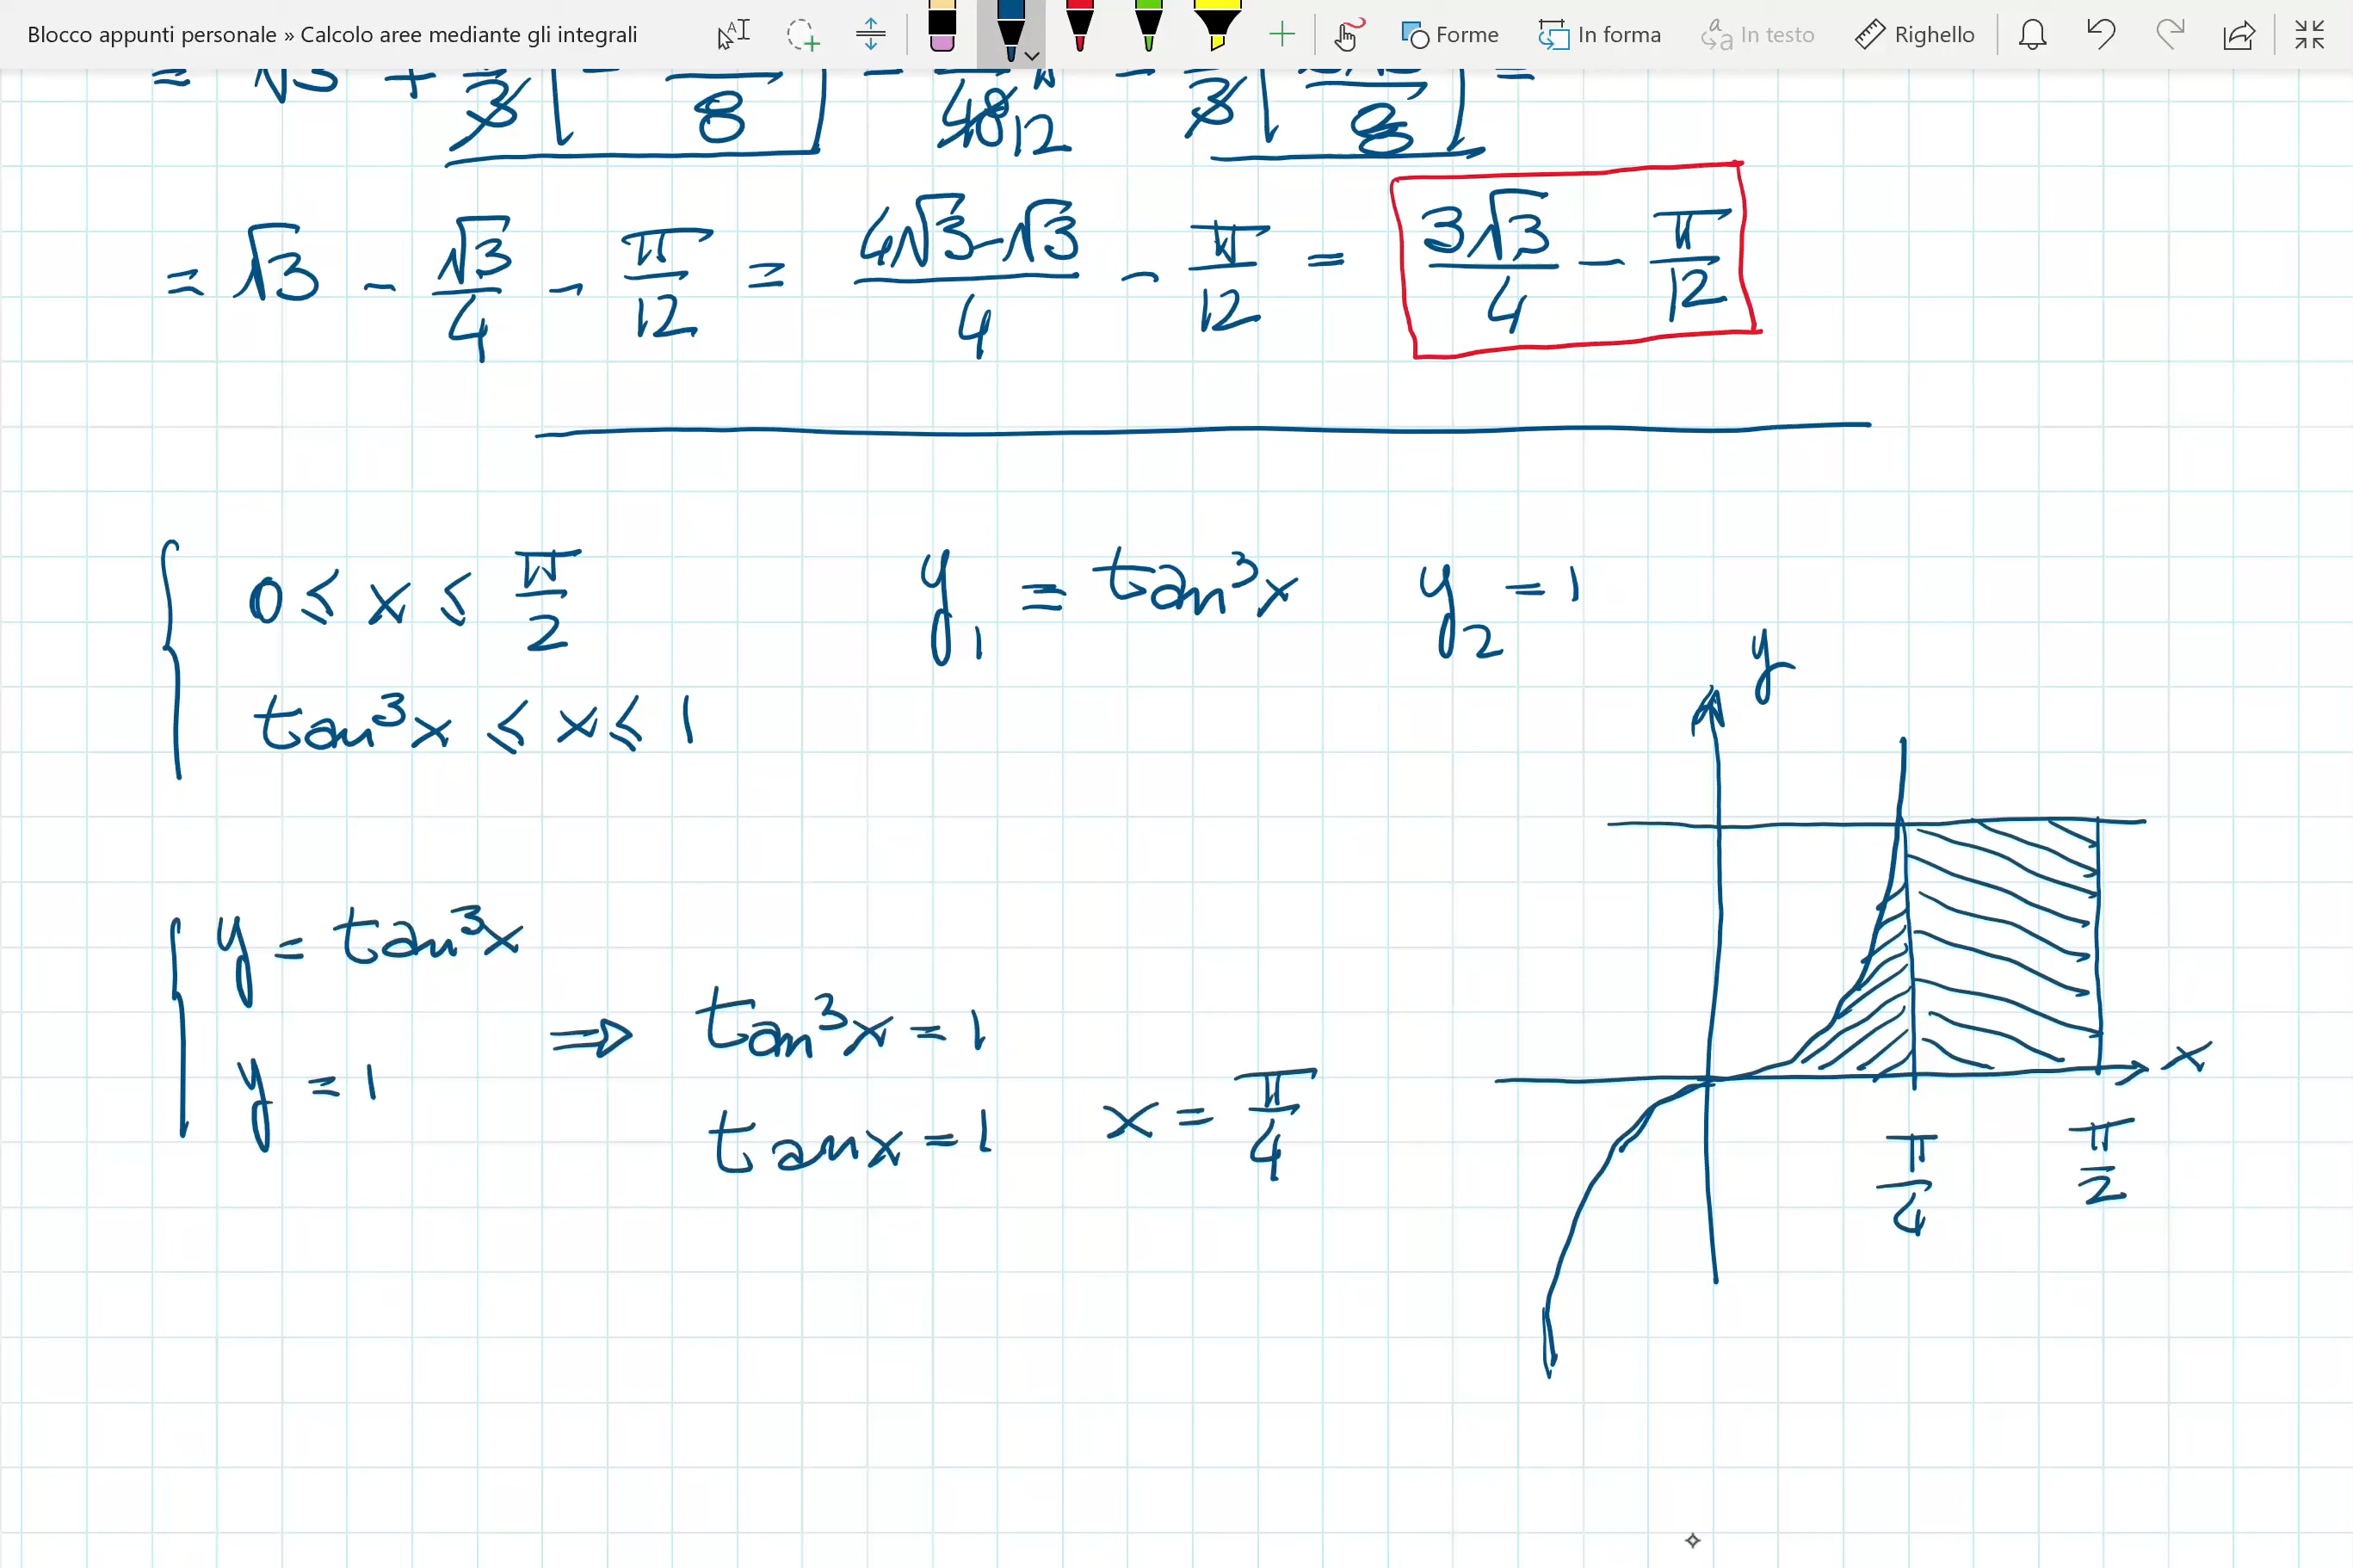 Blocco appunti personale » Calcolo aree mediante gli integrali Forme In forma In testo Righello
= √3 - √3/4 - π/12 = (4√3-√3)/4 - π/12 = 3√3/4 - π/12
0 ≤ x ≤ π/2 y₁ = tan³x y₂ = 1
tan³x ≤ x ≤ 1
y
y = tan³x
y = 1
⇒ tan³x = 1
tanx = 1 x = π/4
x
π/4 π/2